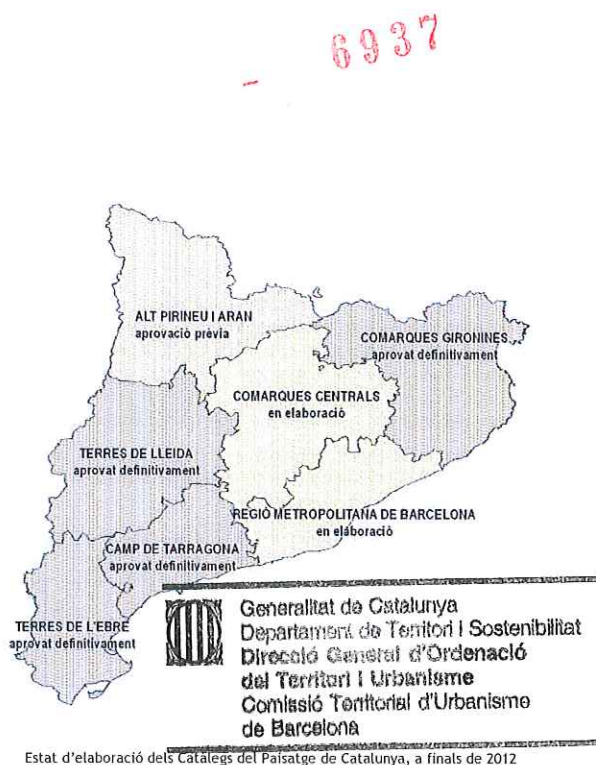 - 6937
ALT PIRINEU I ARAN
aprovació prèvia
COMARQUES GIRONINES
aprovat definitivament
COMARQUES CENTRALS
en elaboració
TERRES DE LLEIDA
aprovat definitivament
REGIÓ METROPOLITANA DE BARCELONA
en elaboració
CAMP DE TARRAGONA
aprovat definitivament
TERRES DE L'EBRE
aprovat definitivament
Generalitat de Catalunya
Departament de Territori i Sostenibilitat
Direcció General d'Ordenació
del Territori i Urbanisme
Comissió Territorial d'Urbanisme
de Barcelona
Estat d'elaboració dels Catàlegs del Paisatge de Catalunya, a finals de 2012